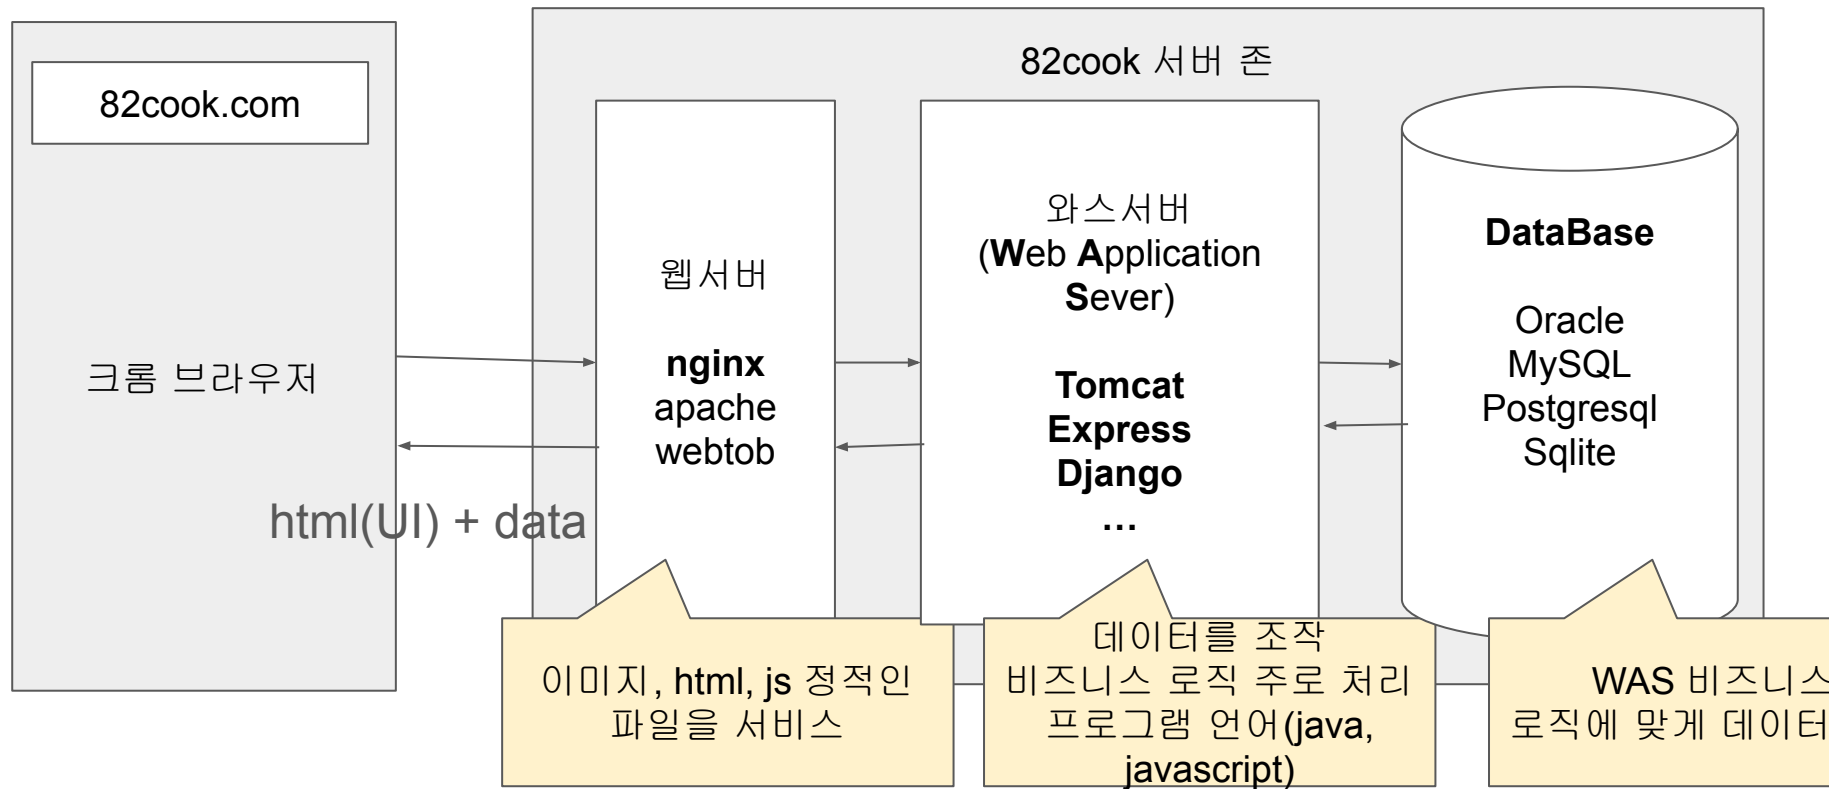 82cook 서버 존
82cook.com
크롬 브라우저
웹서버
nginx
apache
webtob
와스서버
(Web Application
Sever)
Tomcat
Express
Django
…
DataBase
Oracle
MySQL
Postgresql
Sqlite
html(UI) + data
이미지, html, js 정적인
파일을 서비스
데이터를 조작
비즈니스 로직 주로 처리
프로그램 언어(java,
javascript)
WAS 비즈니스
로직에 맞게 데이터